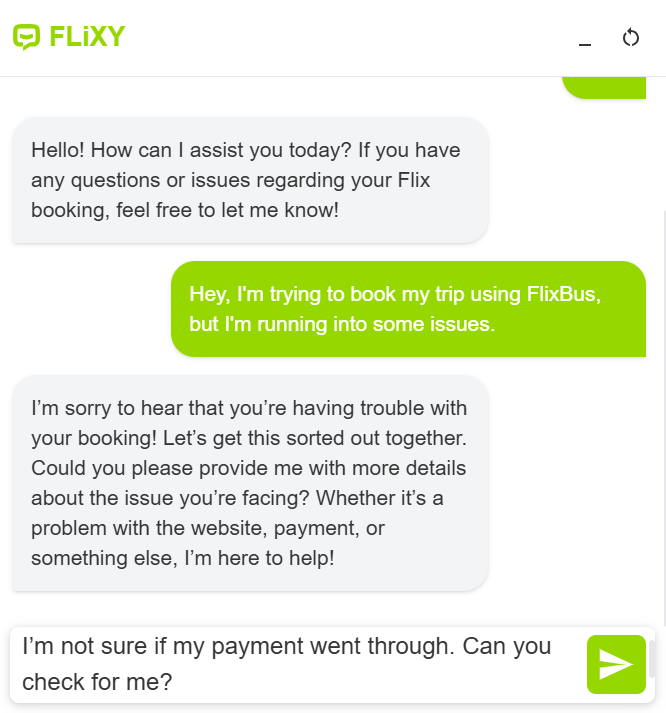 FLiXY
Hello! How can I assist you today? If you have
any questions or issues regarding your Flix
booking, feel free to let me know!
Hey, I'm trying to book my trip using FlixBus,
but I'm running into some issues.
I’m sorry to hear that you’re having trouble with
your booking! Let’s get this sorted out together.
Could you please provide me with more details
about the issue you’re facing? Whether it’s a
problem with the website, payment, or
something else, I’m here to help!
I’m not sure if my payment went through. Can you
check for me?